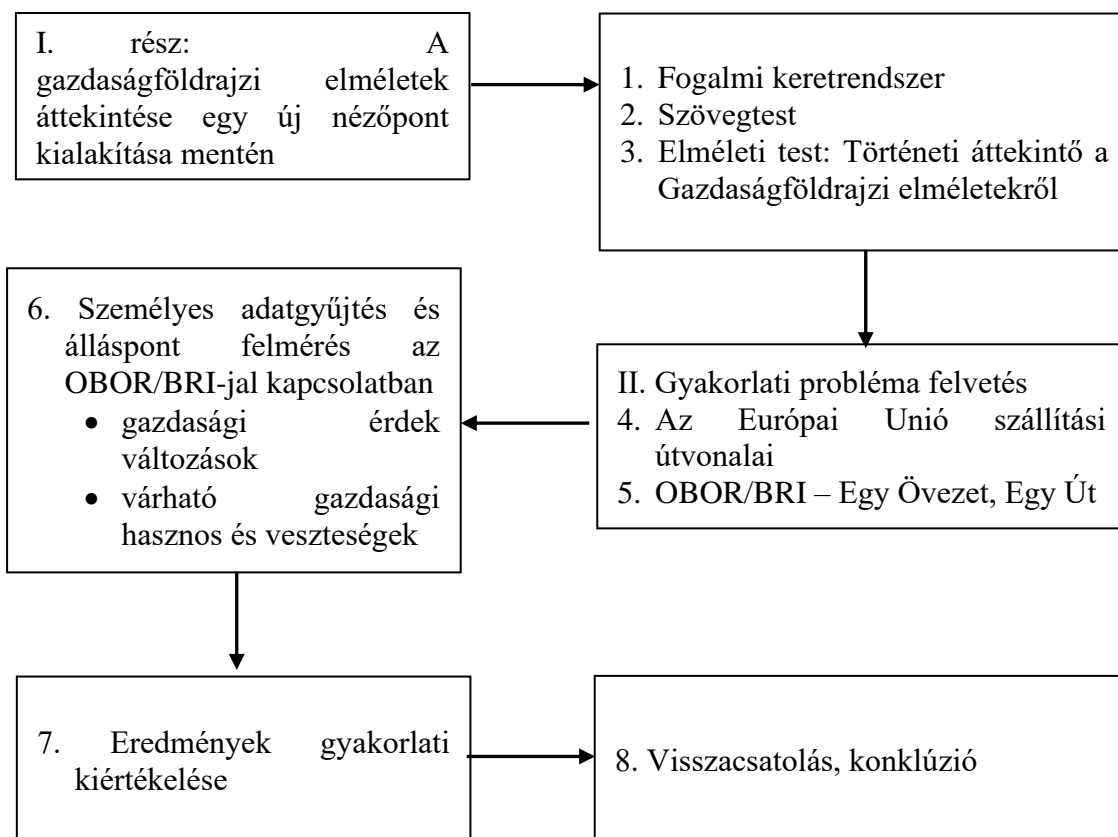 I. rész: A
gazdaságföldrajzi elméletek
áttekintése egy új nézőpont
kialakítása mentén
1. Fogalmi keretrendszer
2. Szövegtest
3. Elméleti test: Történeti áttekintő a
Gazdaságföldrajzi elméletekről
II. Gyakorlati probléma felvetés
4. Az Európai Unió szállítási
útvonalai
5. OBOR/BRI – Egy Övezet, Egy Út
6. Személyes adatgyűjtés és
álláspont felmérés az
OBOR/BRI-jal kapcsolatban
• gazdasági érdek
változások
• várható gazdasági
hasznos és veszteségek
7. Eredmények gyakorlati
kiértékelése
8. Visszacsatolás, konklúzió